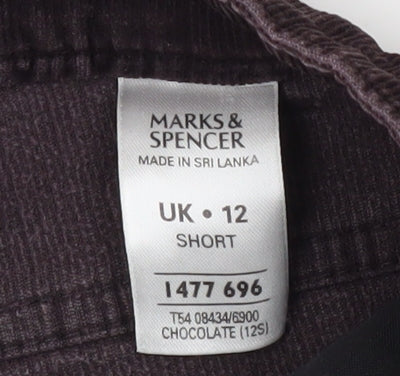 MARKS &
SPENCER
MADE IN SRI LANKA
UK • 12
SHORT
1477 696
T54 08434/6900
CHOCOLATE (12S)